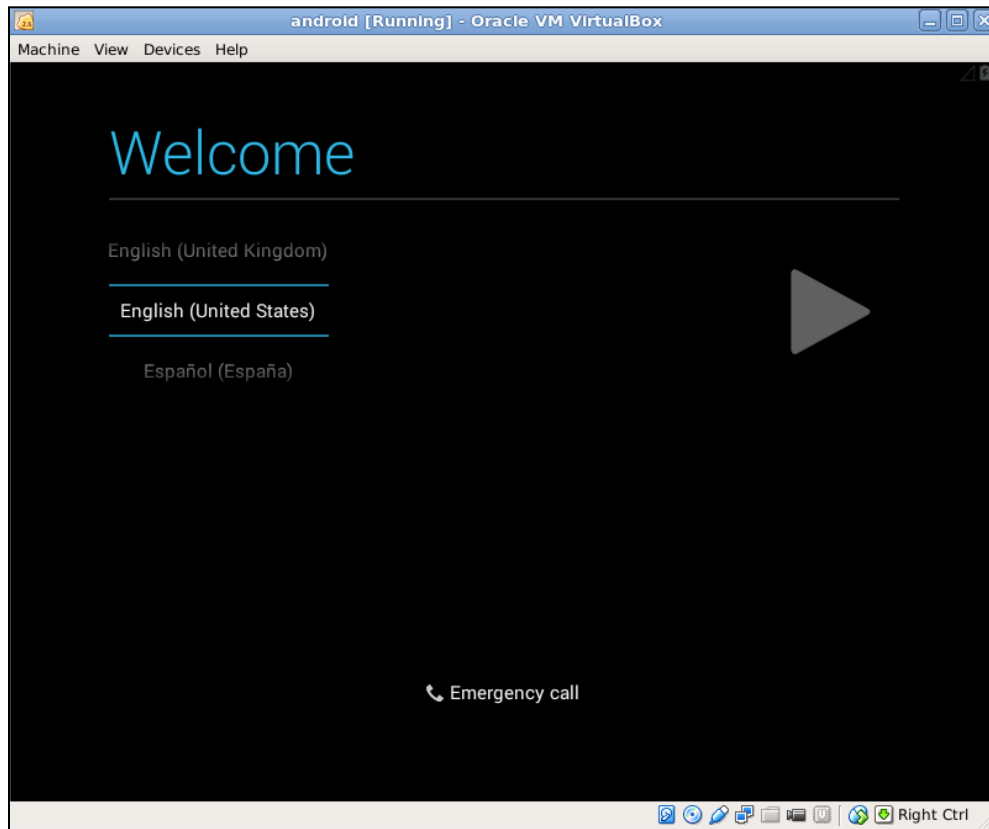 android [Running] - Oracle VM VirtualBox
Machine View Devices Help
Welcome
English (United Kingdom)
English (United States)
Español (España)
Emergency call
Right Ctrl